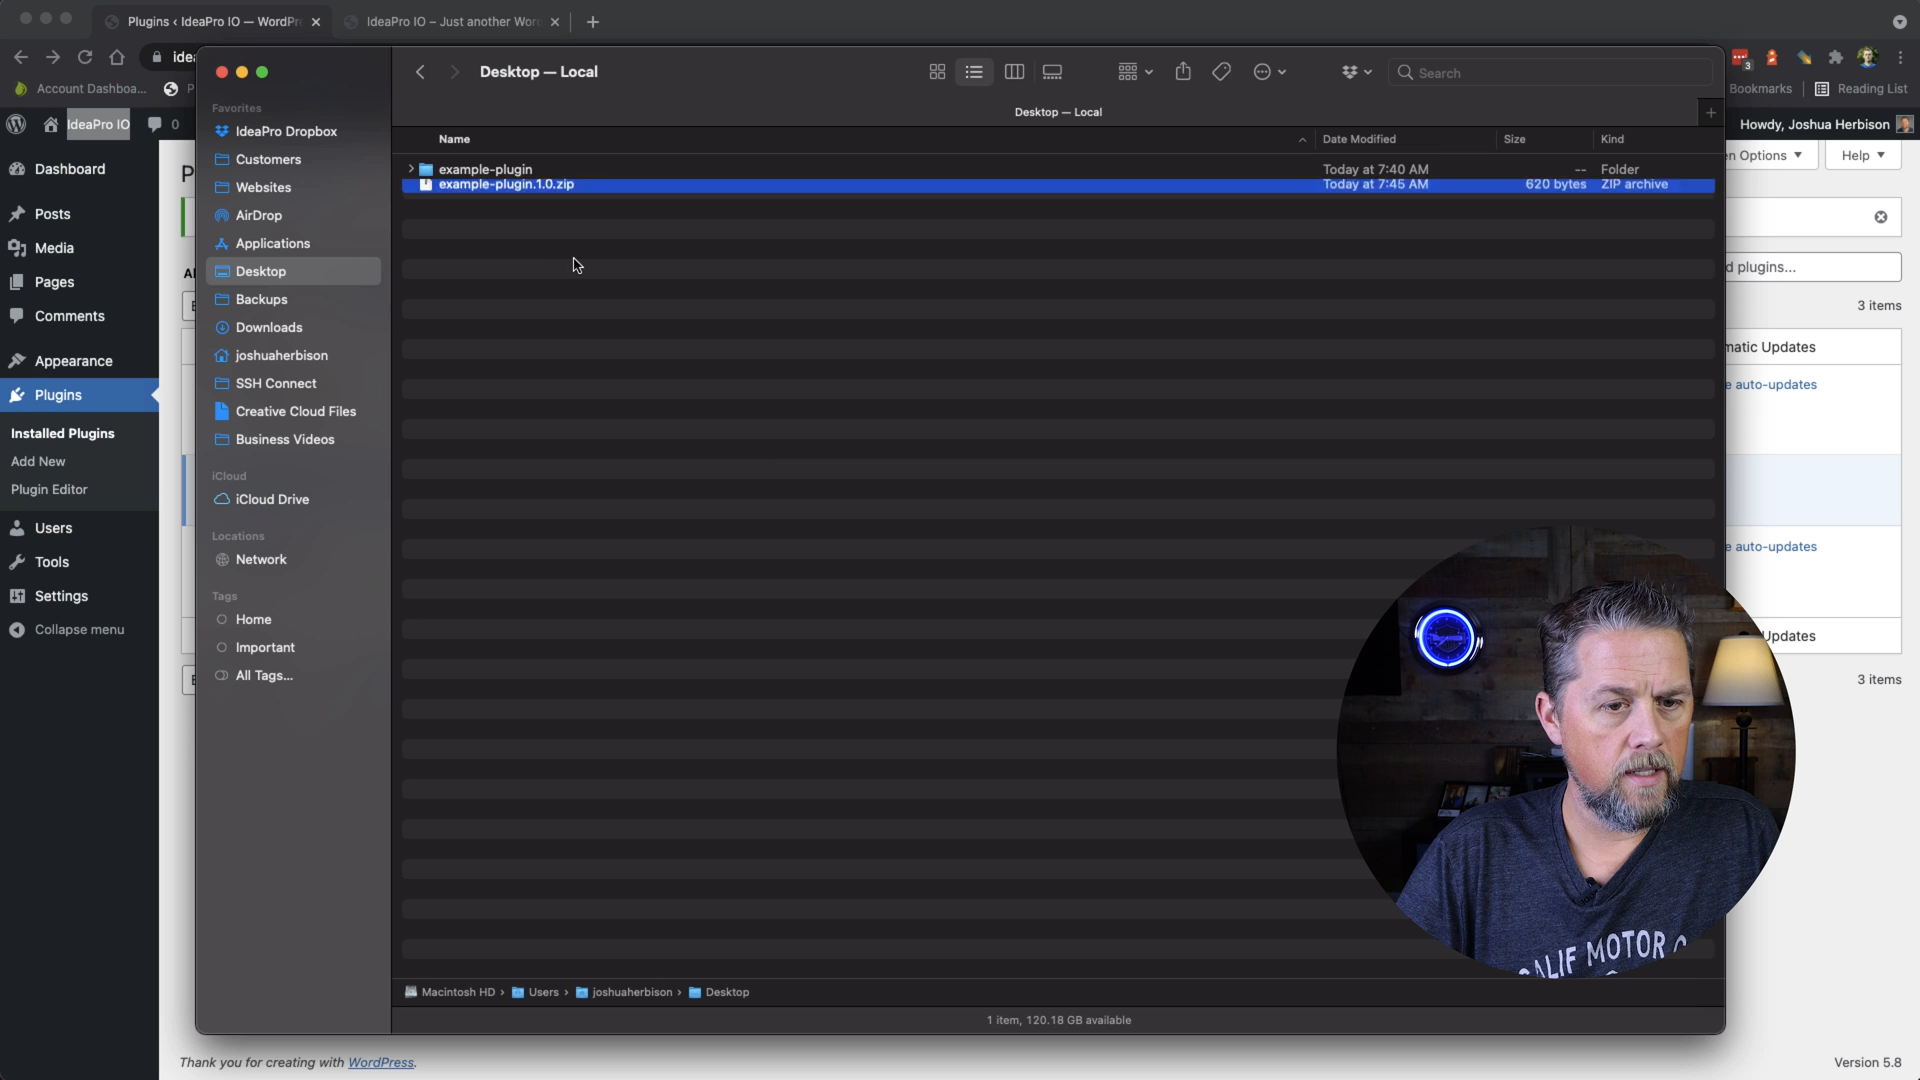 Plugins ‹ IdeaPro IO — WordPr
IdeaPro IO – Just another Wor
idea
Account Dashboa...
P
Bookmarks
Reading List
3
IdeaPro IO
0
Howdy, Joshua Herbison
Dashboard
Posts
Media
Pages
Comments
Appearance
Plugins
Installed Plugins
Add New
Plugin Editor
Users
Tools
Settings
Collapse menu
Desktop — Local
Search
Desktop — Local
Favorites
IdeaPro Dropbox
Customers
Websites
AirDrop
Applications
Desktop
Backups
Downloads
joshuaherbison
SSH Connect
Creative Cloud Files
Business Videos
iCloud
iCloud Drive
Locations
Network
Tags
Home
Important
All Tags...
Name Date Modified Size Kind
example-plugin Today at 7:40 AM -- Folder
example-plugin.1.0.zip Today at 7:45 AM 620 bytes ZIP archive
Macintosh HD › Users › joshuaherbison › Desktop
1 item, 120.18 GB available
P
en Options
Help
Al
d plugins...
3 items
matic Updates
e auto-updates
e auto-updates
Updates
3 items
CALIF MOTOR C
Thank you for creating with WordPress.
Version 5.8